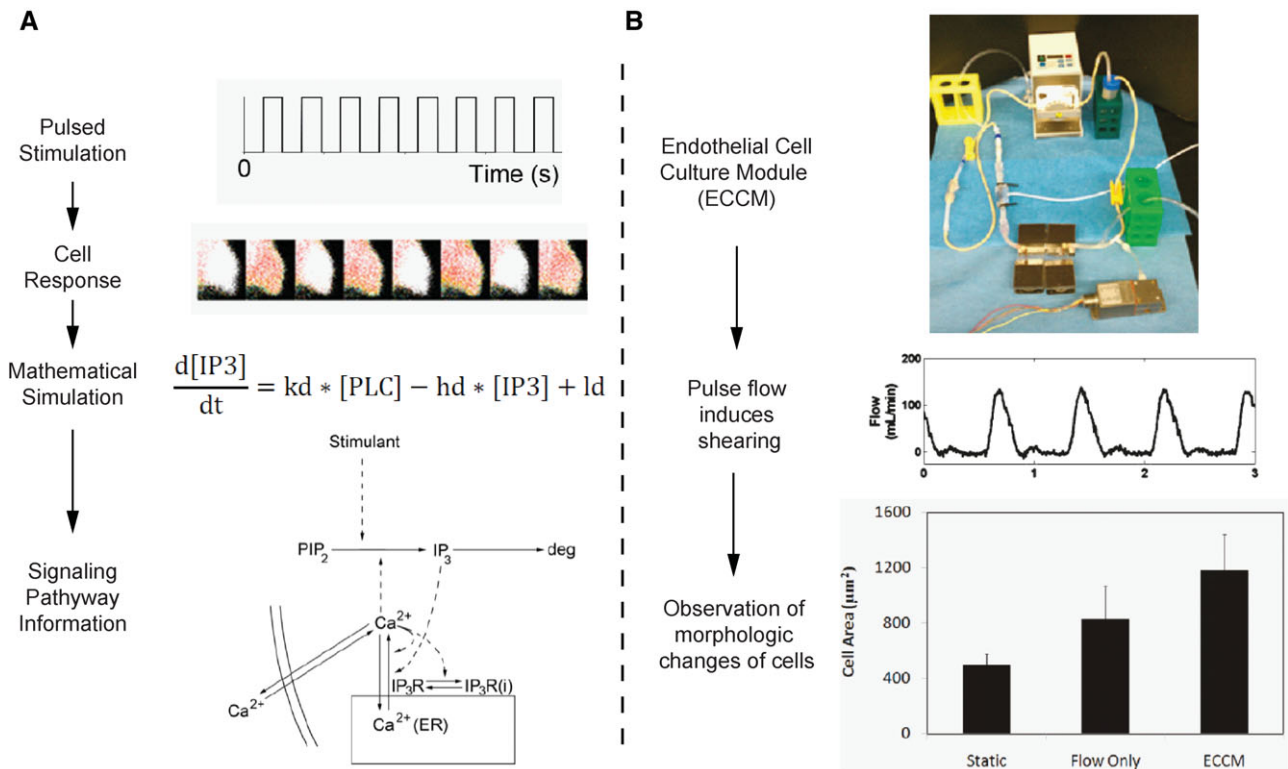 A
Pulsed
Stimulation
0
Time (s)
Cell
Response
Mathematical
Simulation
d[IP3]
dt
= kd * [PLC] − hd * [IP3] + ld
Signaling
Pathyway
Information
Stimulant
PIP2
IP3
deg
Ca2+
IP3R
IP3R(i)
Ca2+
Ca2+ (ER)
B
Endothelial Cell
Culture Module
(ECCM)
Pulse flow
induces
shearing
Flow
(mL/min)
200
100
0
0
1
2
3
Observation of
morphologic
changes of cells
Cell Area (µm²)
1600
1200
800
400
0
Static
Flow Only
ECCM